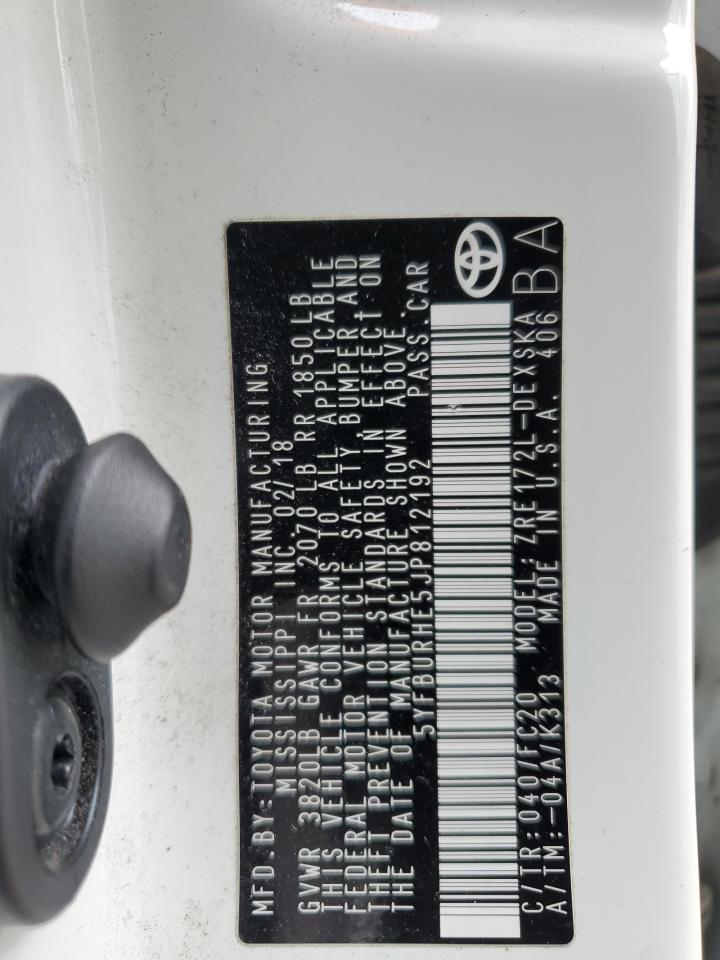 MFD.BY:TOYOTA MOTOR MANUFACTURING
MISSISSIPPI INC 02/18
GVWR 3820LB GAWR FR 2070 LB RR 1850LB
THIS VEHICLE CONFORMS TO ALL APPLICABLE
FEDERAL MOTOR VEHICLE SAFETY, BUMPER, AND
THEFT PREVENTION STANDARDS IN EFFECT ON
THE DATE OF MANUFACTURE SHOWN ABOVE.
5YFBURHE5JP812192 PASS.CAR
C/TR:040/FC20 MODEL:ZRE172L-DEXSKA
A/TM:-04A/K313 MADE IN U.S.A. 406
BA